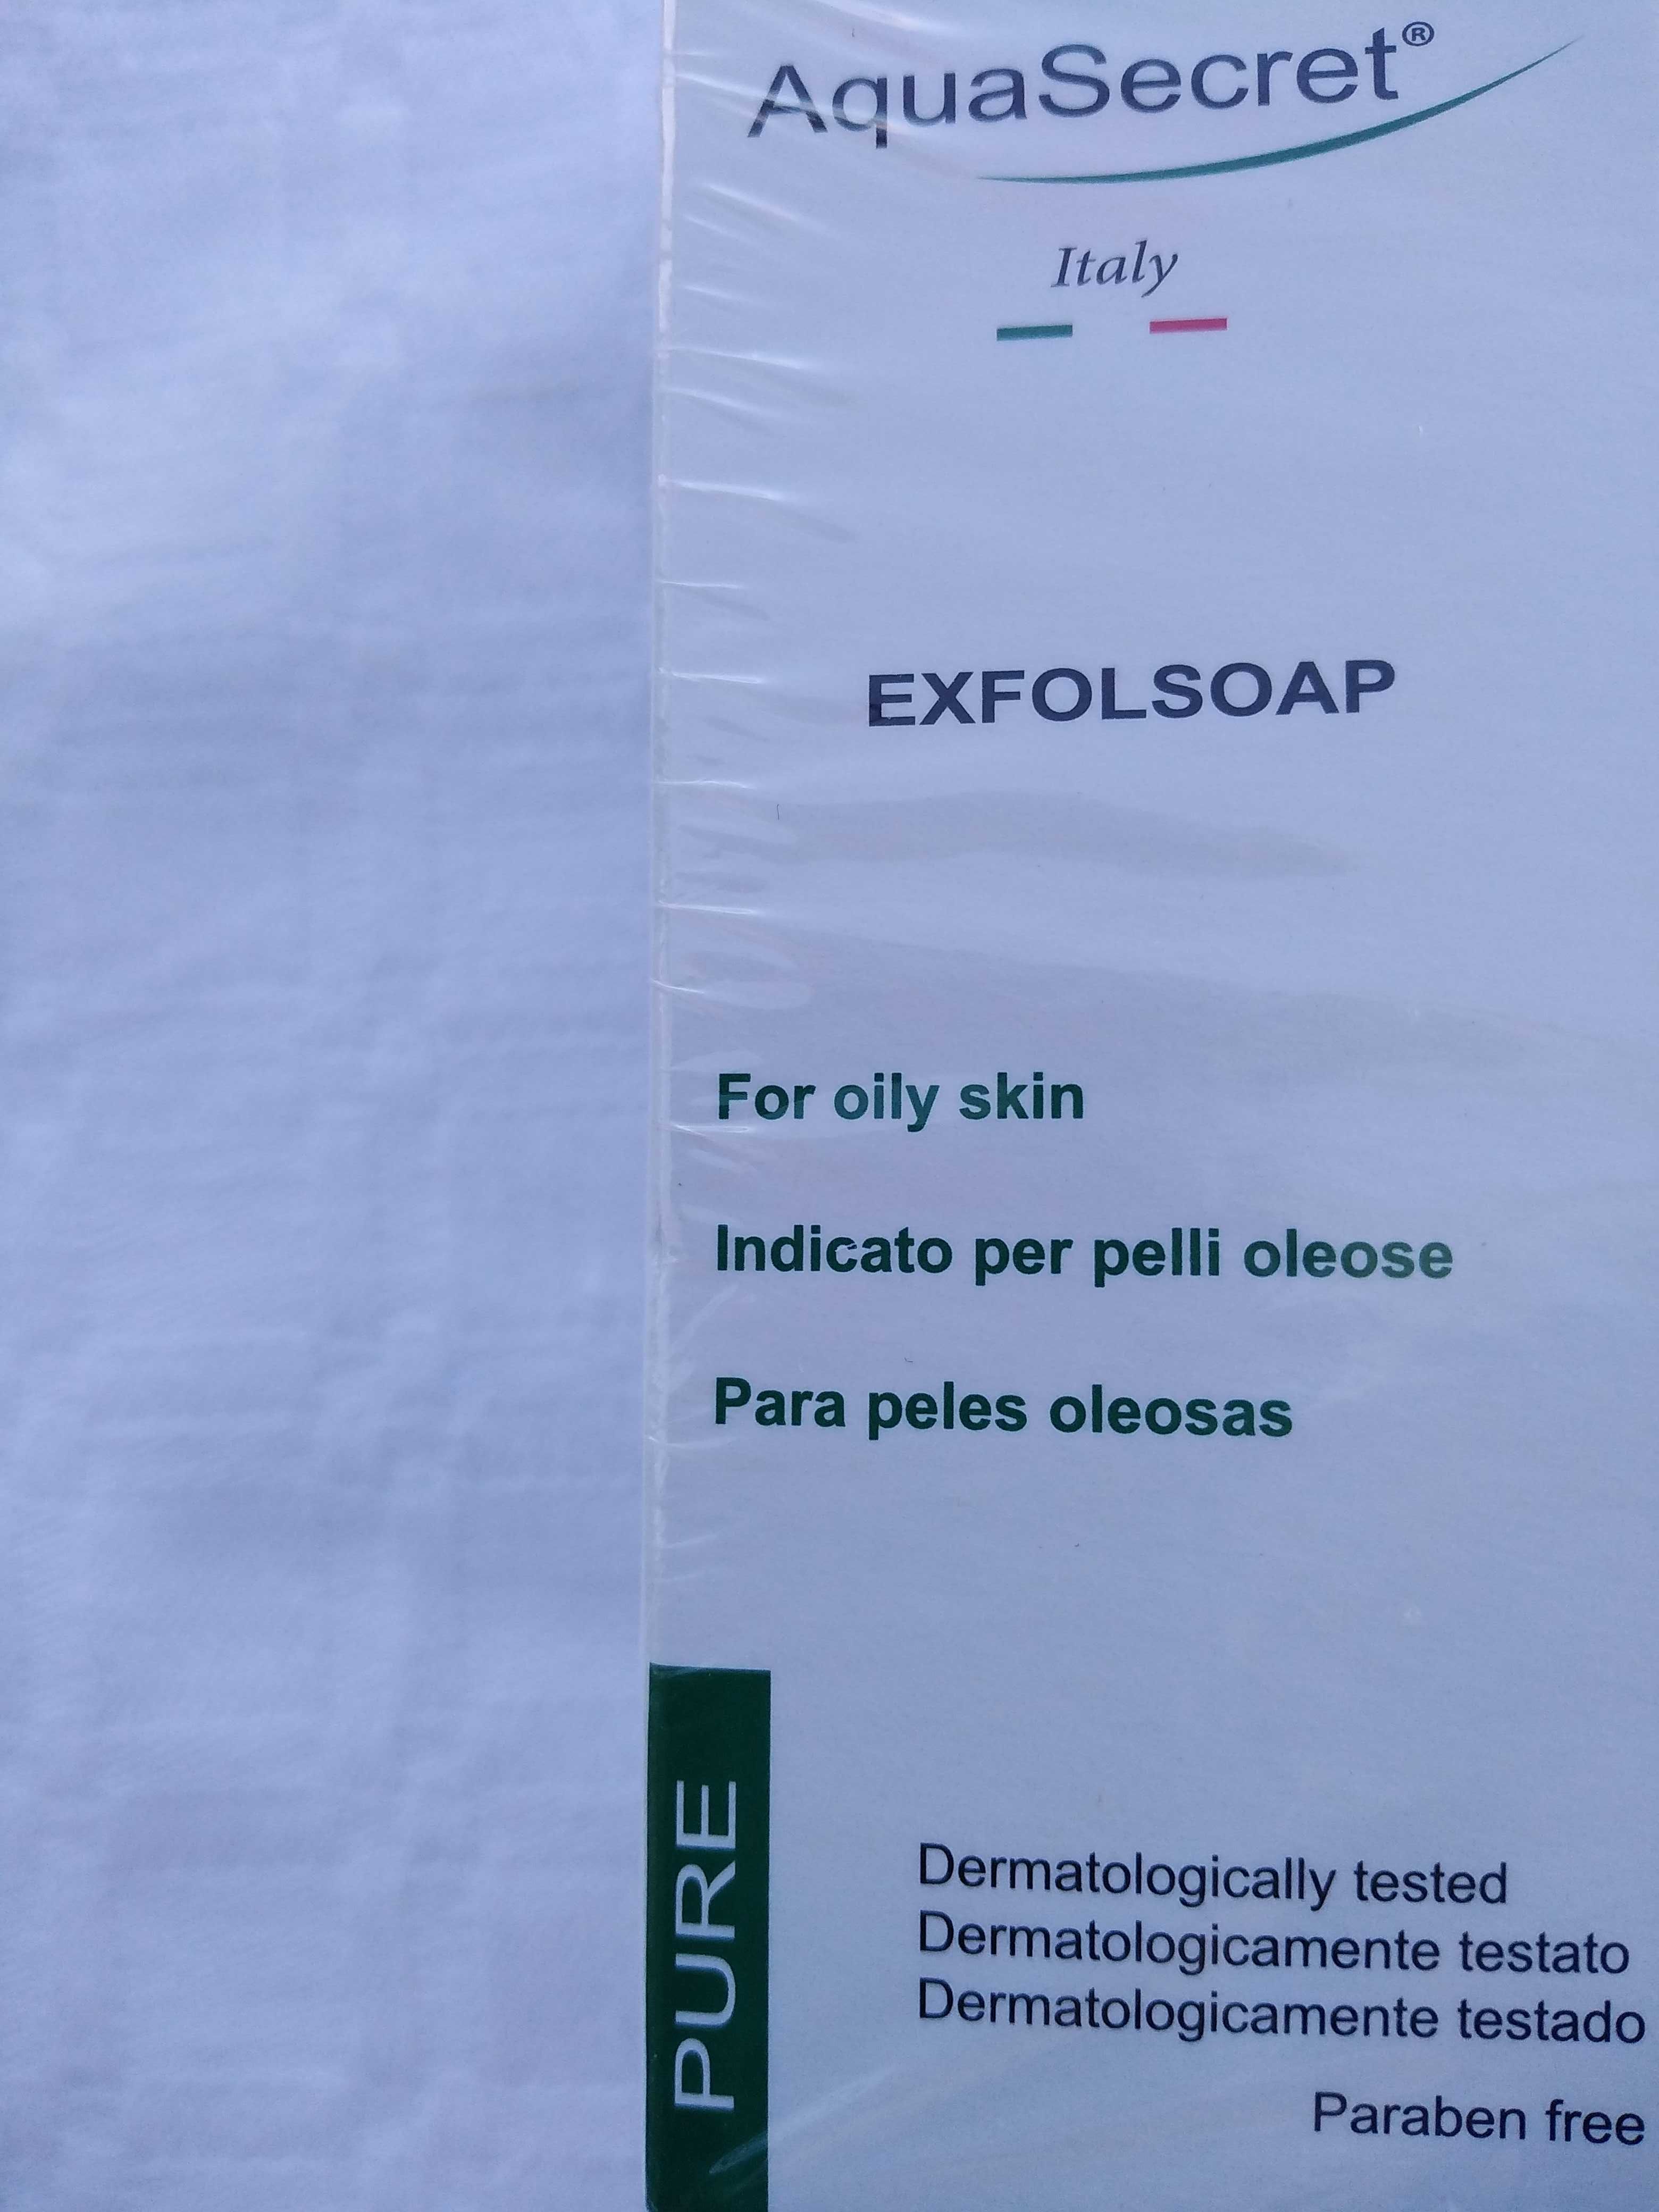 AquaSecret®
Italy
EXFOLSOAP
For oily skin
Indicato per pelli oleose
Para peles oleosas
PURE
Dermatologically tested
Dermatologicamente testato
Dermatologicamente testado
Paraben free